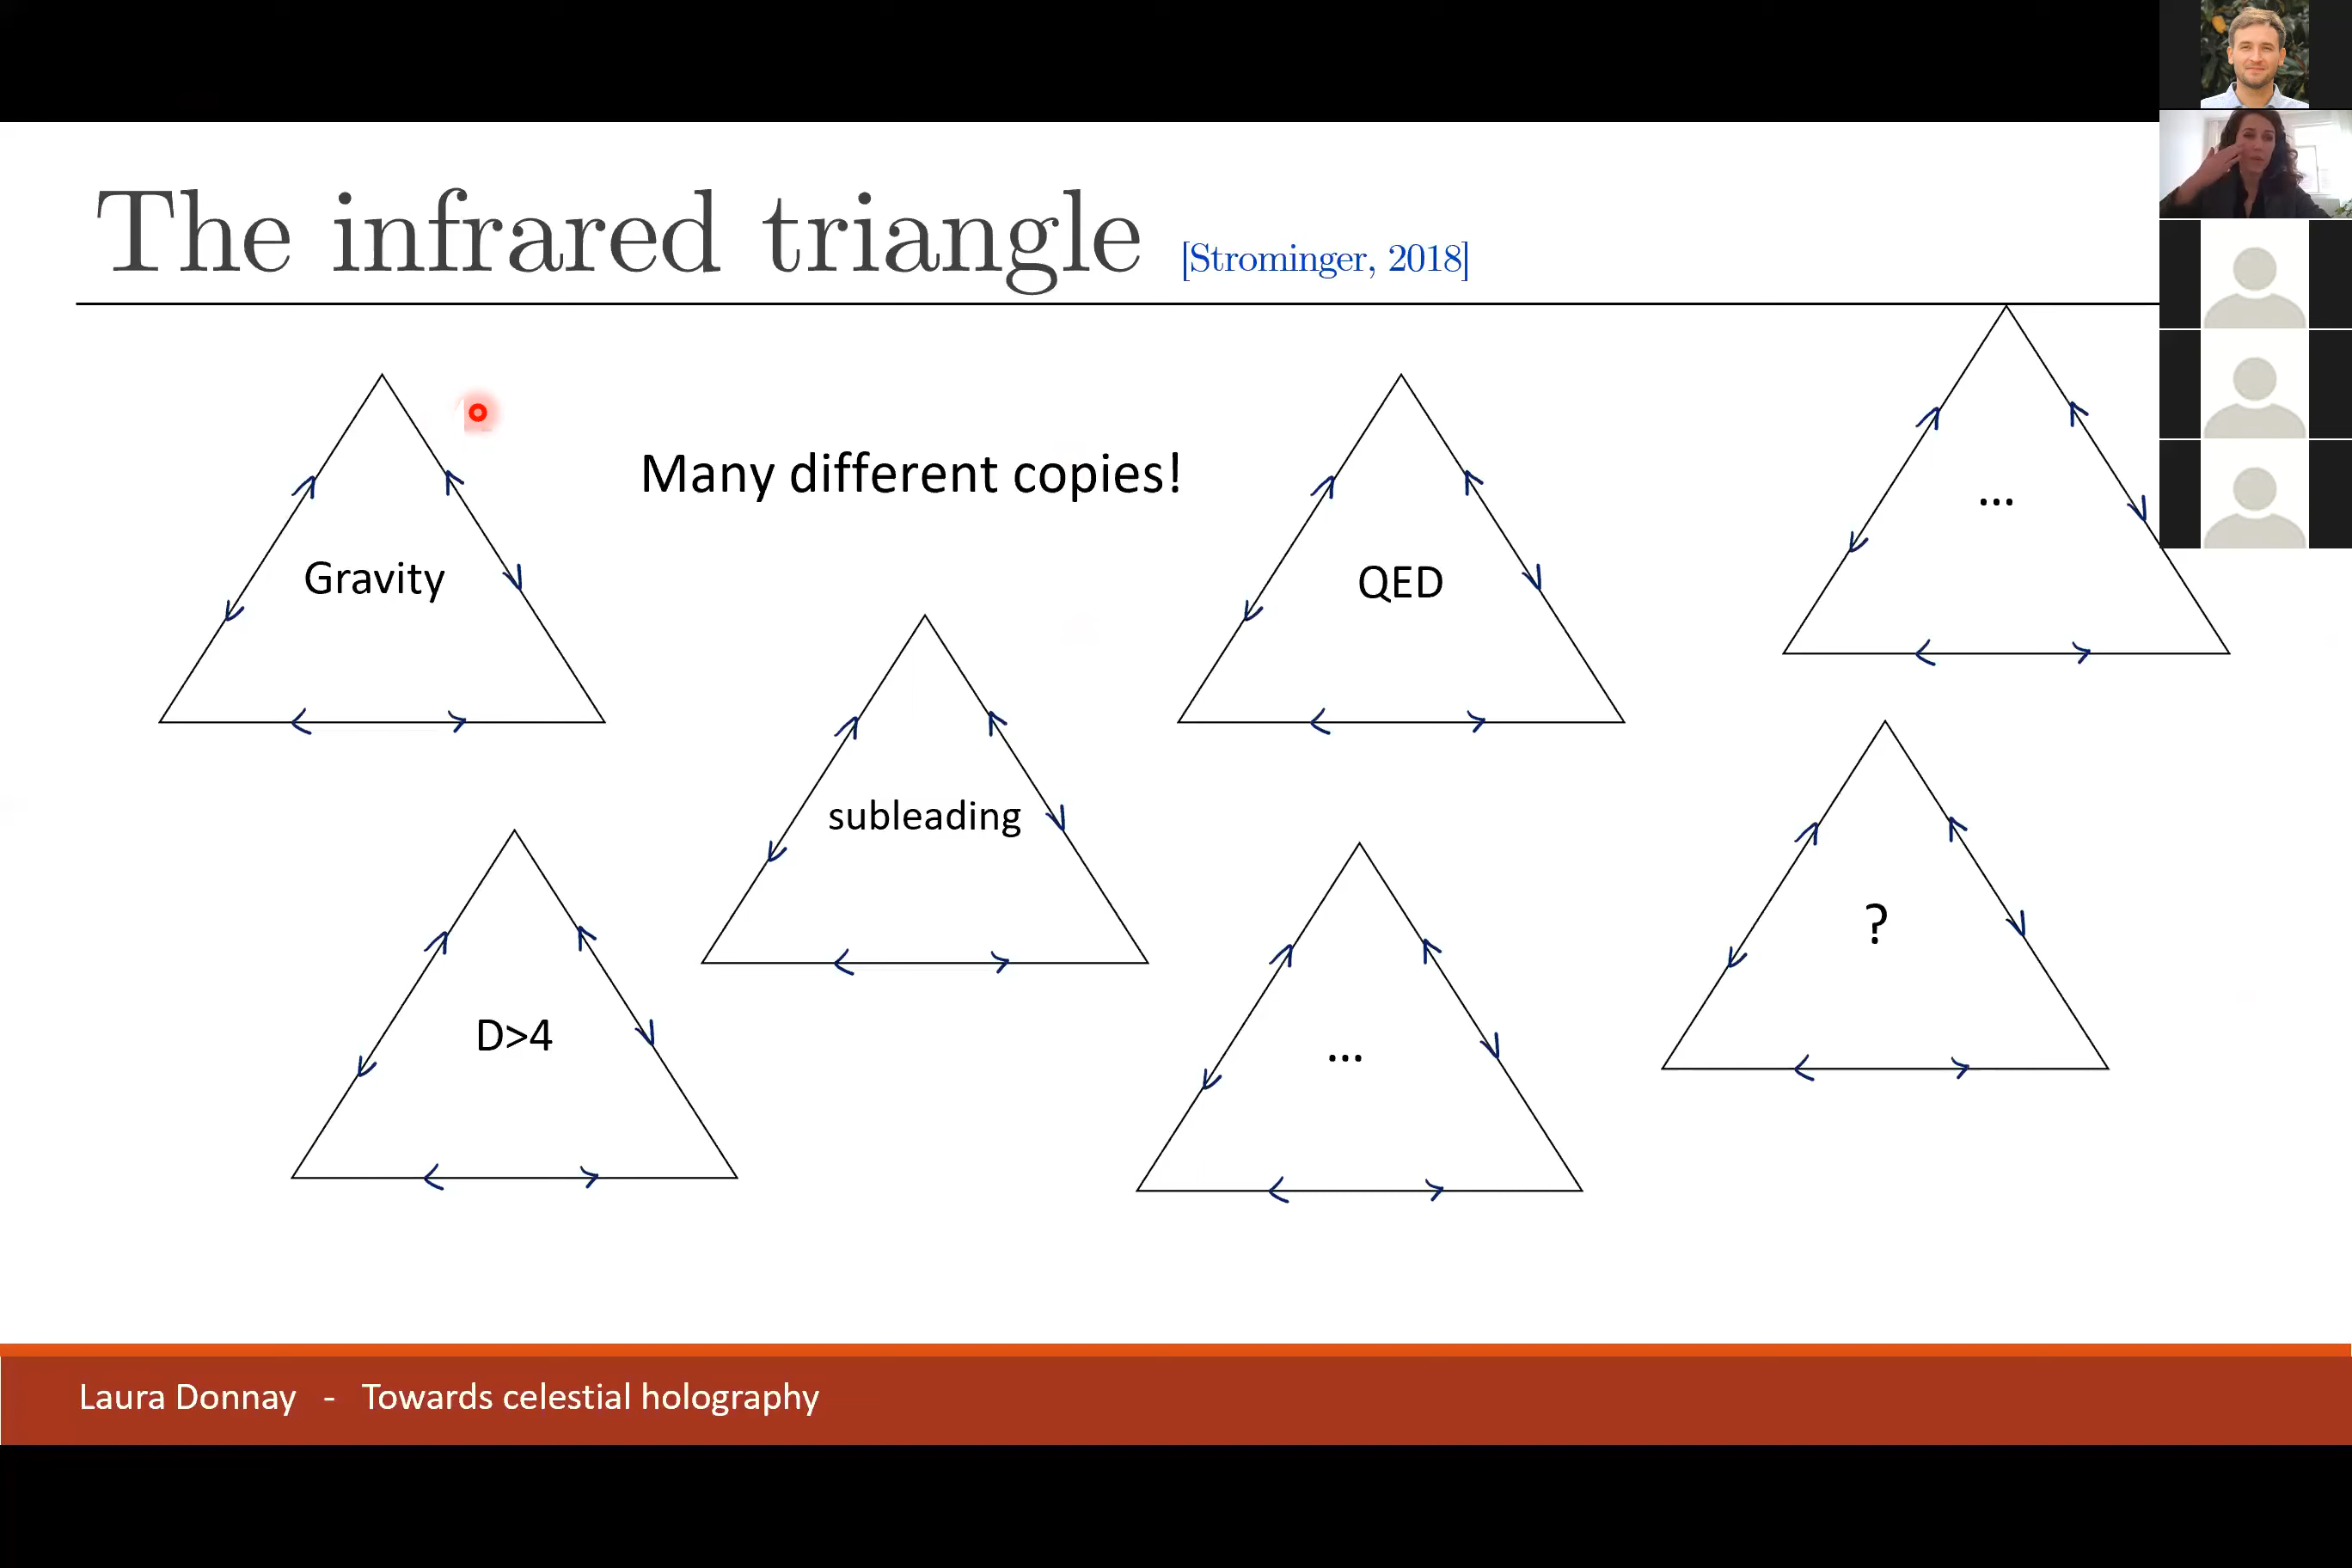 The infrared triangle [Strominger, 2018]
Many different copies!
Gravity
QED
...
subleading
?
D>4
...
Laura Donnay - Towards celestial holography